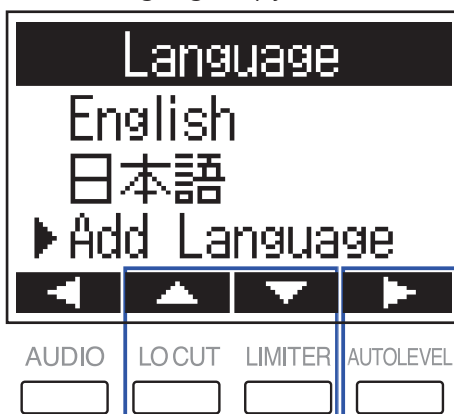 Language
English
日本語
Add Language
AUDIO LO CUT LIMITER AUTOLEVEL